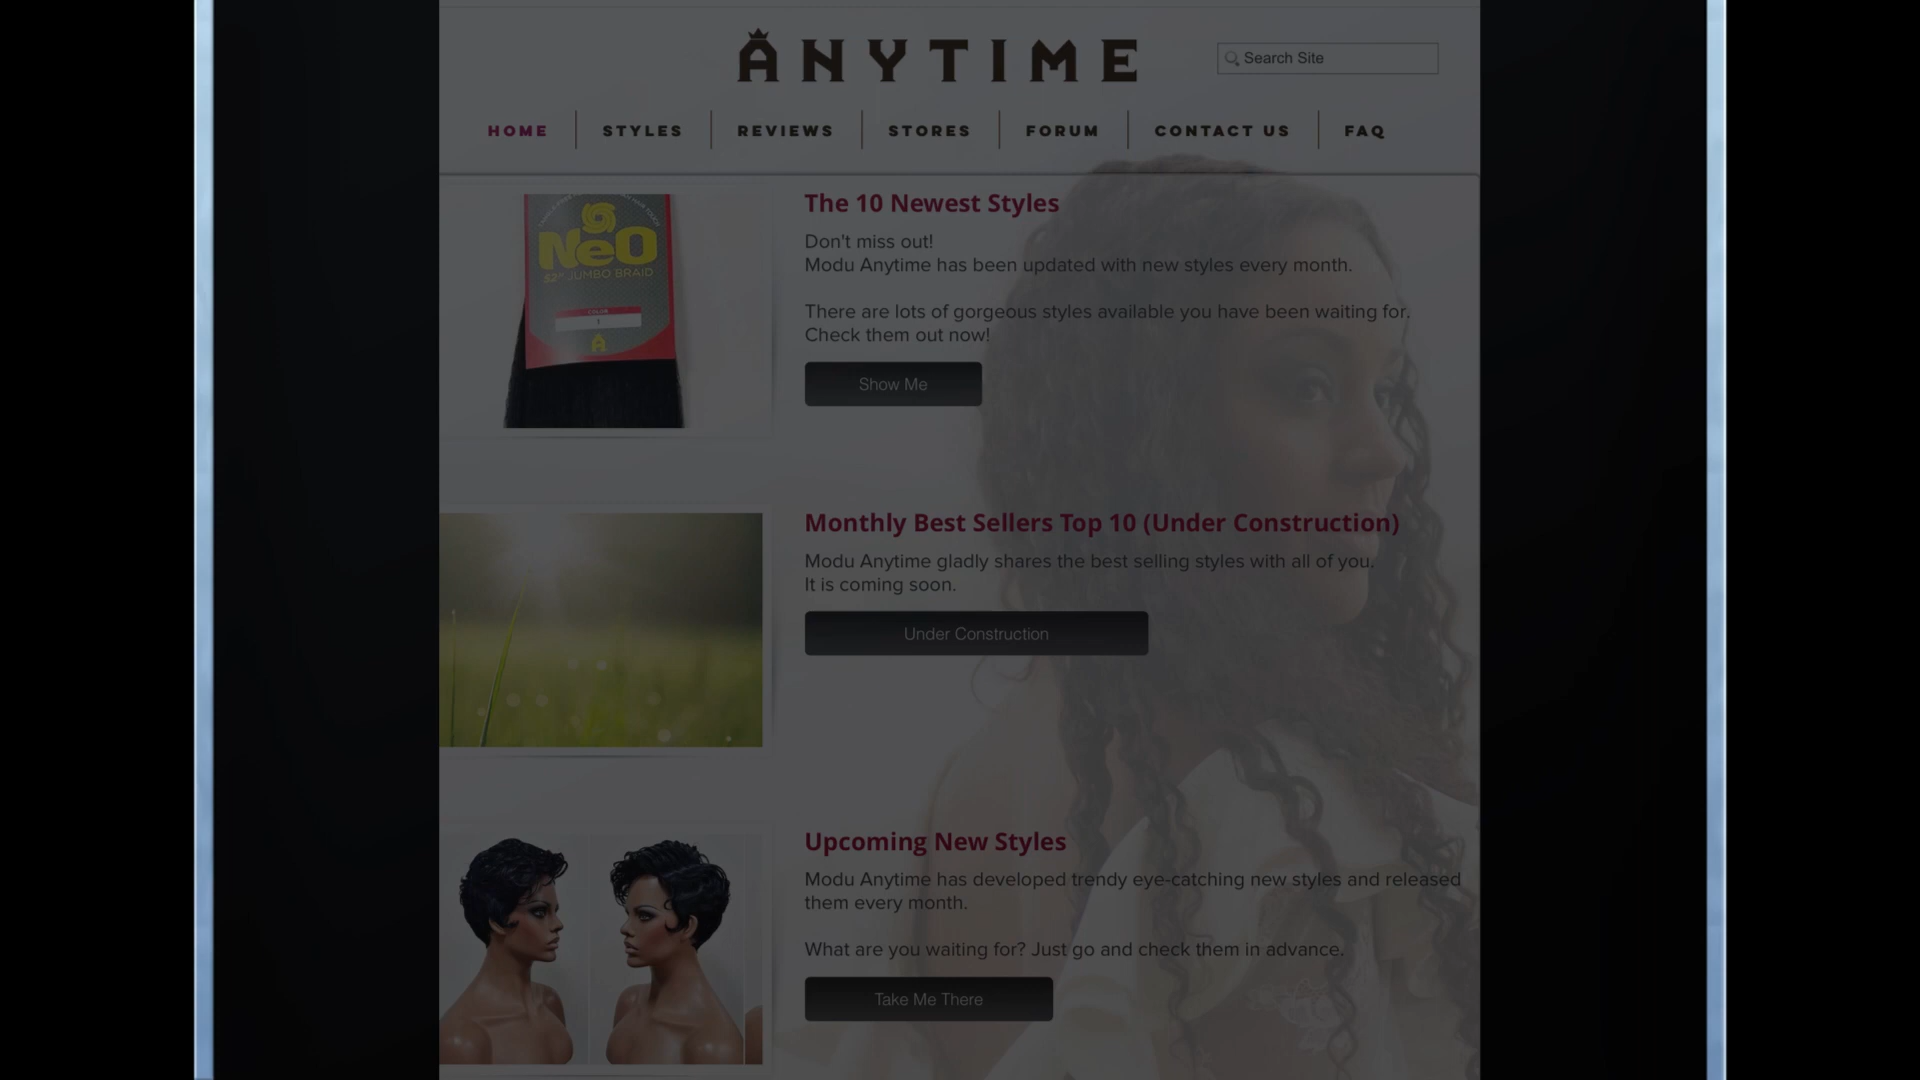 ANYTIME
Search Site
HOME
STYLES
REVIEWS
STORES
FORUM
CONTACT US
FAQ
NeO
52" JUMBO BRAID
COLOR
1
The 10 Newest Styles
Don't miss out!
Modu Anytime has been updated with new styles every month.
There are lots of gorgeous styles available you have been waiting for.
Check them out now!
Show Me
Monthly Best Sellers Top 10 (Under Construction)
Modu Anytime gladly shares the best selling styles with all of you.
It is coming soon.
Under Construction
Upcoming New Styles
Modu Anytime has developed trendy eye-catching new styles and released
them every month.
What are you waiting for? Just go and check them in advance.
Take Me There